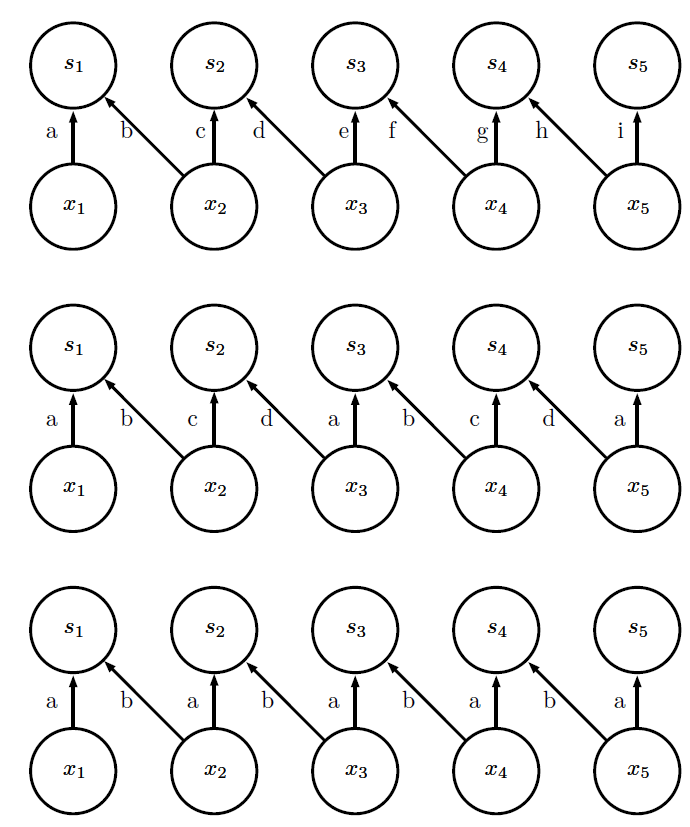 s₁ s₂ s₃ s₄ s₅
a b c d e f g h i
x₁ x₂ x₃ x₄ x₅
s₁ s₂ s₃ s₄ s₅
a b c d a b c d a
x₁ x₂ x₃ x₄ x₅
s₁ s₂ s₃ s₄ s₅
a b a b a b a b a
x₁ x₂ x₃ x₄ x₅